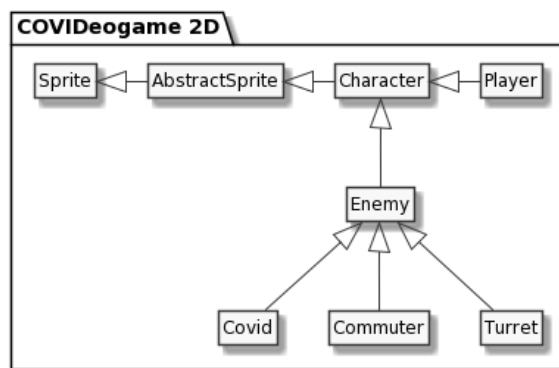 COVIDeogame 2D
Sprite
AbstractSprite
Character
Player
Enemy
Covid
Commuter
Turret